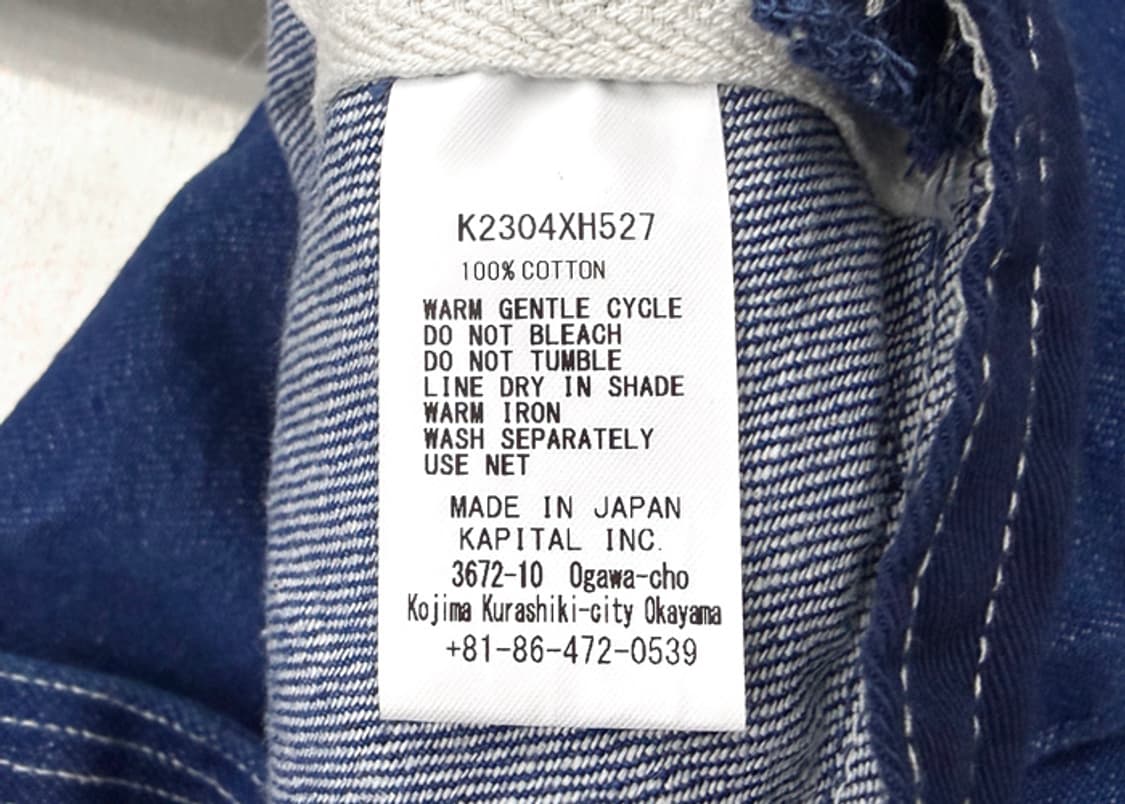 K2304XH527
100% COTTON
WARM GENTLE CYCLE
DO NOT BLEACH
DO NOT TUMBLE
LINE DRY IN SHADE
WARM IRON
WASH SEPARATELY
USE NET
MADE IN JAPAN
KAPITAL INC.
3672-10 Ogawa-cho
Kojima Kurashiki-city Okayama
+81-86-472-0539